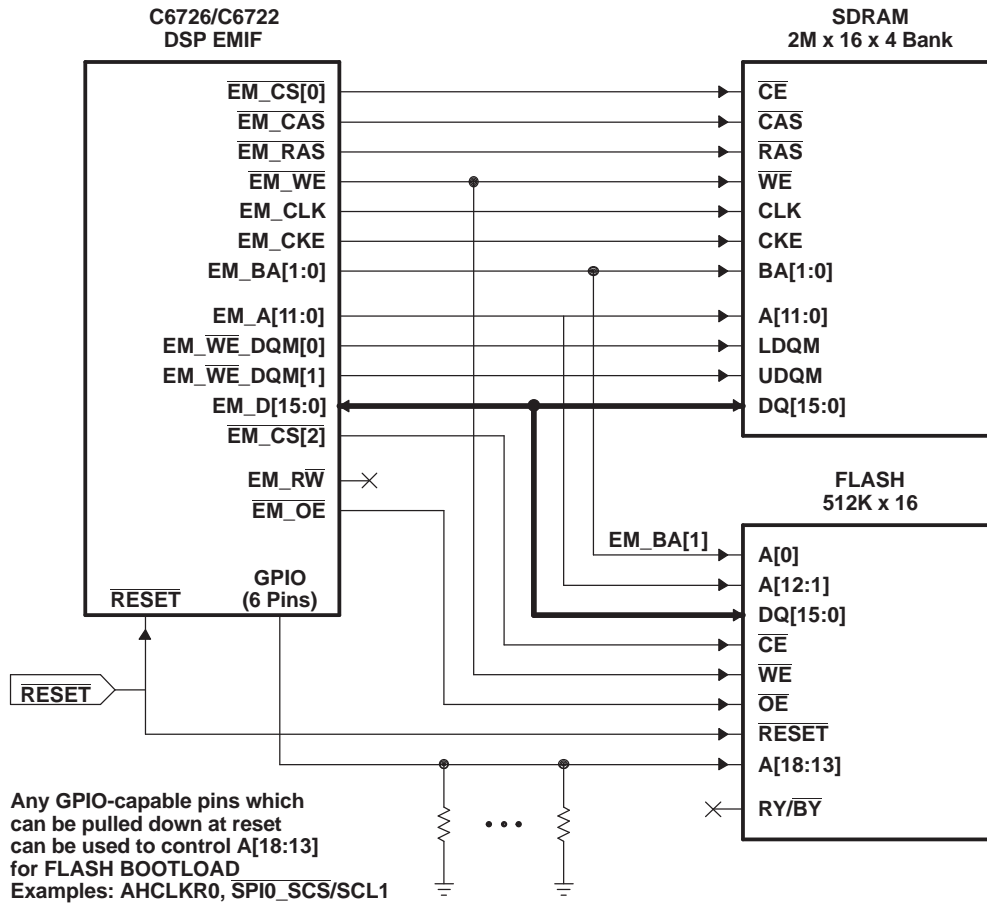 C6726/C6722
DSP EMIF
EM_CS[0]
EM_CAS
EM_RAS
EM_WE
EM_CLK
EM_CKE
EM_BA[1:0]
EM_A[11:0]
EM_WE_DQM[0]
EM_WE_DQM[1]
EM_D[15:0]
EM_CS[2]
EM_RW
EM_OE
GPIO
(6 Pins)
RESET
RESET
SDRAM
2M x 16 x 4 Bank
CE
CAS
RAS
WE
CLK
CKE
BA[1:0]
A[11:0]
LDQM
UDQM
DQ[15:0]
FLASH
512K x 16
EM_BA[1]
A[0]
A[12:1]
DQ[15:0]
CE
WE
OE
RESET
A[18:13]
RY/BY
Any GPIO-capable pins which
can be pulled down at reset
can be used to control A[18:13]
for FLASH BOOTLOAD
Examples: AHCLKR0, SPI0_SCS/SCL1